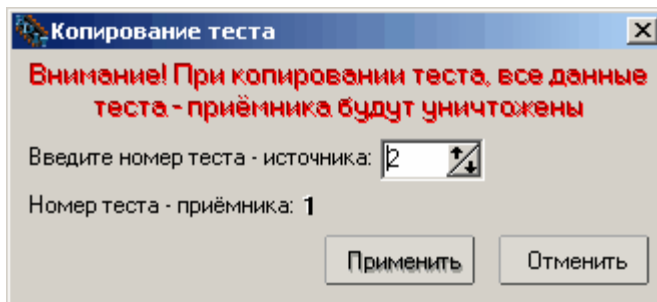 Копирование теста
Внимание! При копировании теста, все данные
теста - приёмника будут уничтожены
Введите номер теста - источника: 2
Номер теста - приёмника: 1
Применить Отменить